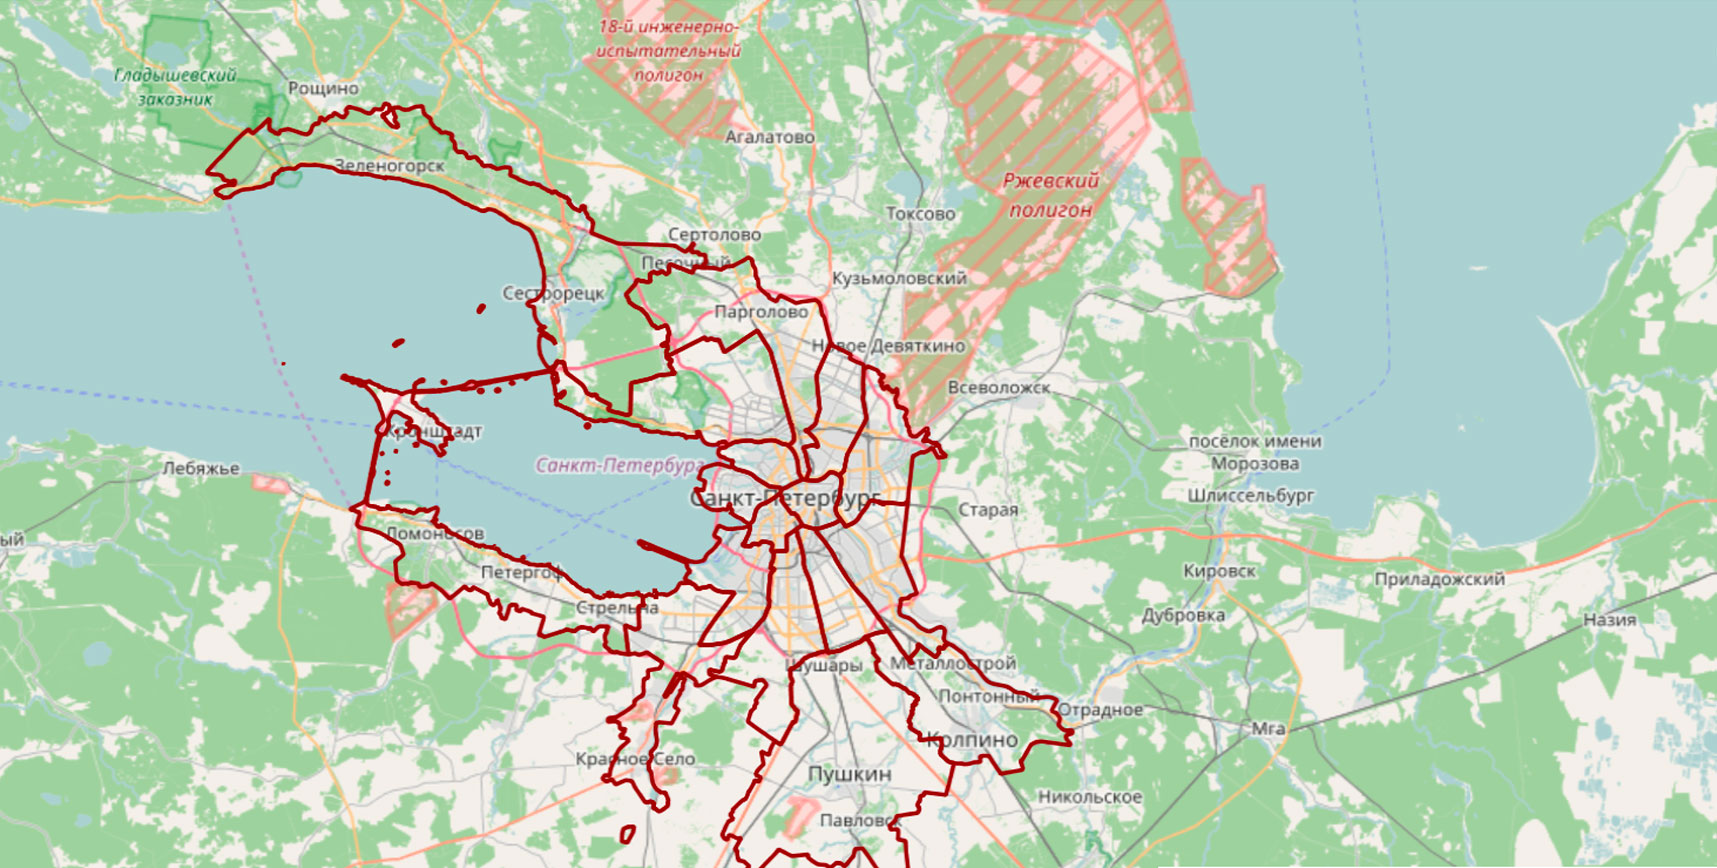 18-й инженерно-
испытательный
полигон
Гладышевский
заказник
Рощино
Агалатово
Зеленогорск
Ржевский
полигон
Токсово
Сертолово
Песочный
Кузьмоловский
Сестрорецк
Парголово
Новое Девяткино
Всеволожск
Кронштадт
посёлок имени
Морозова
Лебяжье
Санкт-Петербург
Санкт-Петербург
Шлиссельбург
Старая
Ломоносов
ый
Петергоф
Кировск
Приладожский
Стрельна
Дубровка
Назия
Шушары
Металлострой
Понтонный
Отрадное
Мга
Колпино
Красное Село
Пушкин
Никольское
Павловск